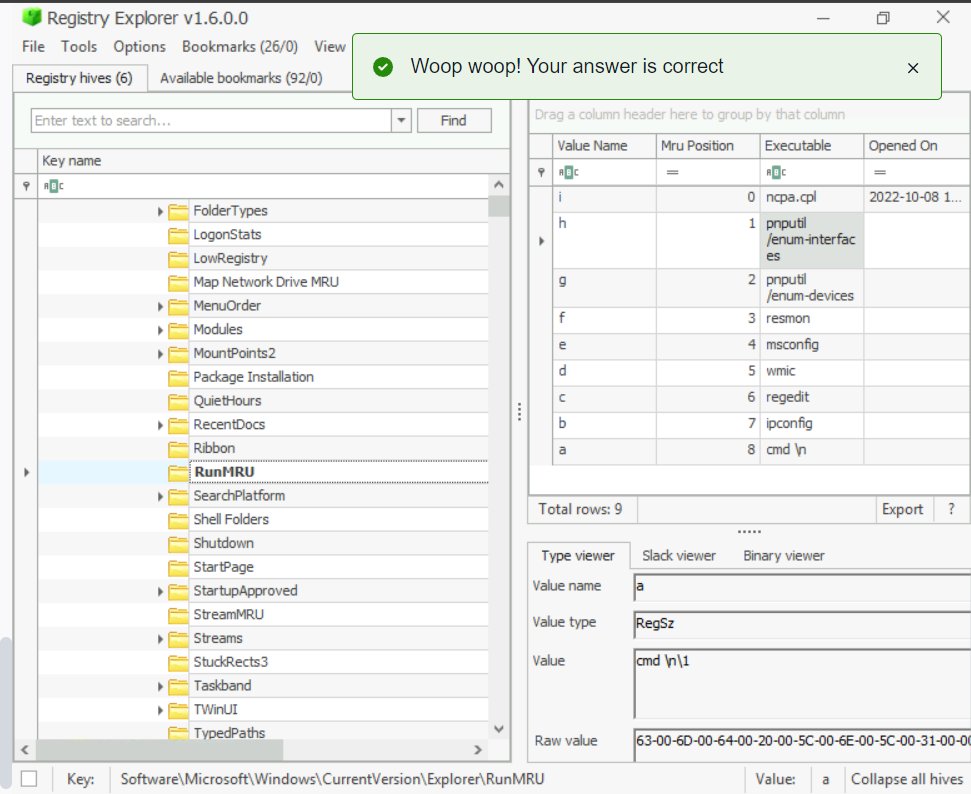 Registry Explorer v1.6.0.0
File Tools Options Bookmarks (26/0) View
Woop woop! Your answer is correct
Registry hives (6) Available bookmarks (92/0)
Enter text to search... Find
Key name
FolderTypes
LogonStats
LowRegistry
Map Network Drive MRU
MenuOrder
Modules
MountPoints2
Package Installation
QuietHours
RecentDocs
Ribbon
RunMRU
SearchPlatform
Shell Folders
Shutdown
StartPage
StartupApproved
StreamMRU
Streams
StuckRects3
Taskband
TWinUI
TypedPaths
Drag a column header here to group by that column
Value Name Mru Position Executable Opened On
i 0 ncpa.cpl 2022-10-08 1...
h 1 pnputil
/enum-interfac
es
g 2 pnputil
/enum-devices
f 3 resmon
e 4 msconfig
d 5 wmic
c 6 regedit
b 7 ipconfig
a 8 cmd \n
Total rows: 9 Export ?
Type viewer Slack viewer Binary viewer
Value name a
Value type RegSz
Value cmd \n\1
Raw value 63-00-6D-00-64-00-20-00-5C-00-6E-00-5C-00-31-00-00
Key: Software\Microsoft\Windows\CurrentVersion\Explorer\RunMRU Value: a Collapse all hives